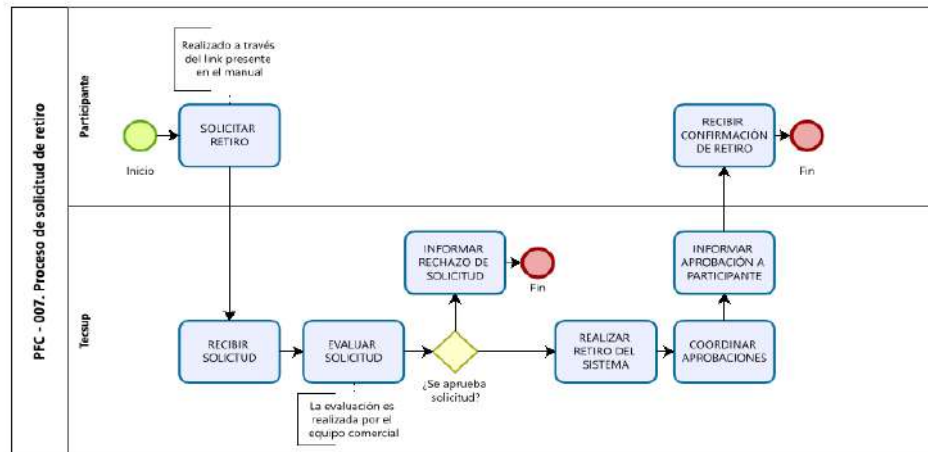 PFC - 007. Proceso de solicitud de retiro
Participante
Realizado a través
del link presente
en el manual
Inicio
SOLICITAR
RETIRO
RECIBIR
CONFIRMACIÓN
DE RETIRO
Fin
Tecsup
RECIBIR
SOLICTUD
EVALUAR
SOLICITUD
La evaluación es
realizada por el
equipo comercial
¿Se aprueba
solicitud?
INFORMAR
RECHAZO DE
SOLICITUD
Fin
REALIZAR
RETIRO DEL
SISTEMA
COORDINAR
APROBACIONES
INFORMAR
APROBACIÓN A
PARTICIPANTE